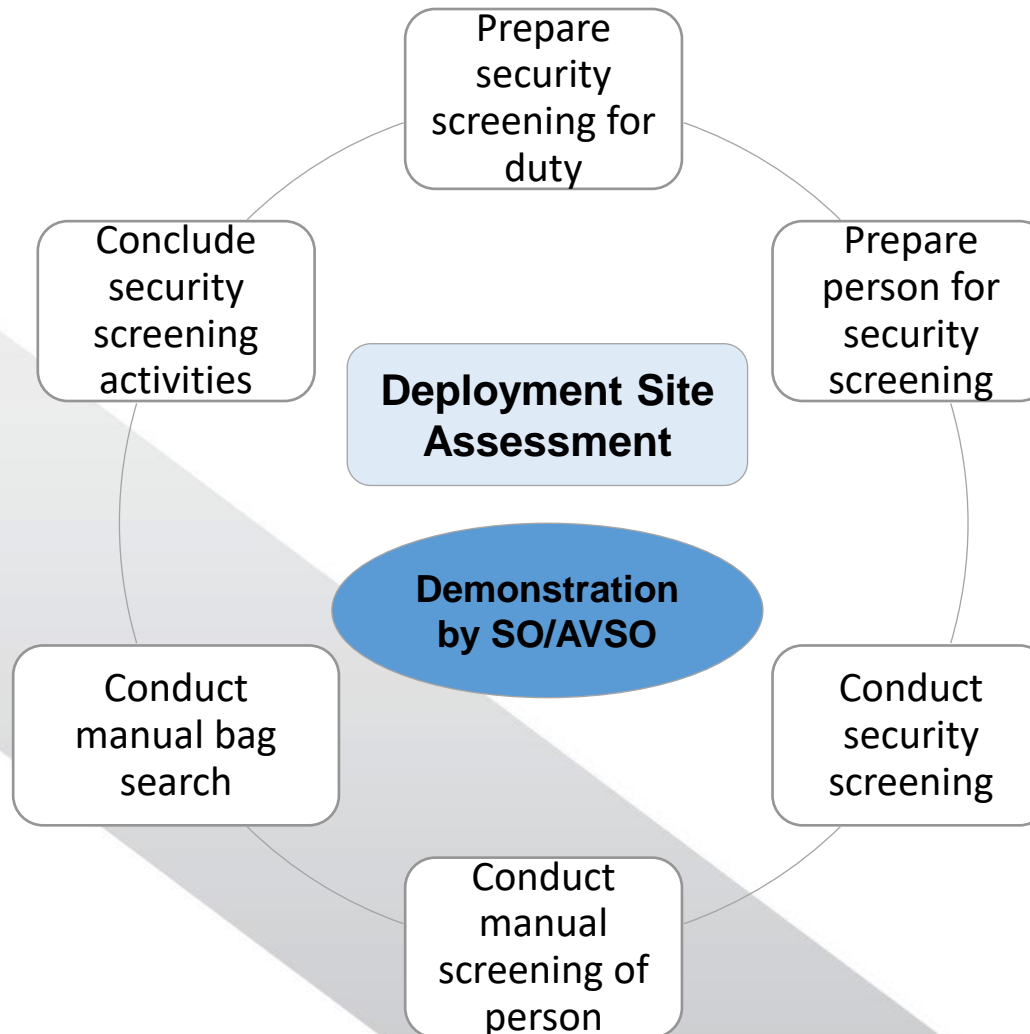 Prepare
security
screening for
duty
Prepare
person for
security
screening
Conduct
security
screening
Conduct
manual
screening of
person
Conduct
manual bag
search
Conclude
security
screening
activities
Deployment Site
Assessment
Demonstration
by SO/AVSO